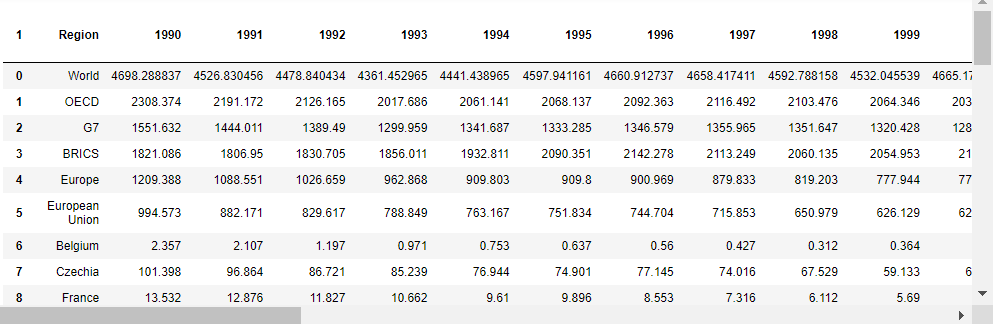 1 Region 1990 1991 1992 1993 1994 1995 1996 1997 1998 1999
0 World 4698.288837 4526.830456 4478.840434 4361.452965 4441.438965 4597.941161 4660.912737 4658.417411 4592.788158 4532.045539 4665.17
1 OECD 2308.374 2191.172 2126.165 2017.686 2061.141 2068.137 2092.363 2116.492 2103.476 2064.346 203
2 G7 1551.632 1444.011 1389.49 1299.959 1341.687 1333.285 1346.579 1355.965 1351.647 1320.428 128
3 BRICS 1821.086 1806.95 1830.705 1856.011 1932.811 2090.351 2142.278 2113.249 2060.135 2054.953 21
4 Europe 1209.388 1088.551 1026.659 962.868 909.803 909.8 900.969 879.833 819.203 777.944 77
5 European Union 994.573 882.171 829.617 788.849 763.167 751.834 744.704 715.853 650.979 626.129 62
6 Belgium 2.357 2.107 1.197 0.971 0.753 0.637 0.56 0.427 0.312 0.364
7 Czechia 101.398 96.864 86.721 85.239 76.944 74.901 77.145 74.016 67.529 59.133 6
8 France 13.532 12.876 11.827 10.662 9.61 9.896 8.553 7.316 6.112 5.69